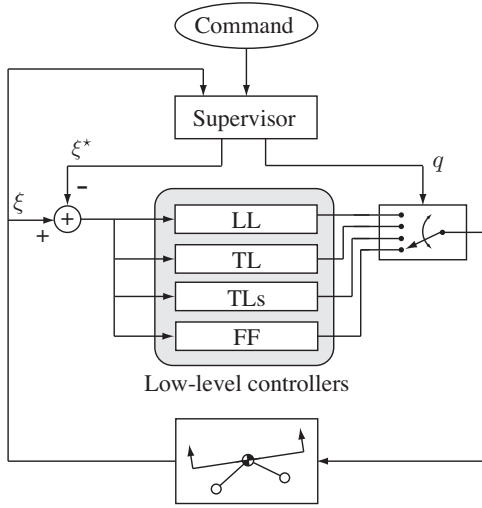 Command
Supervisor
ξ*
q
ξ
−
+
+
LL
TL
TLs
FF
Low-level controllers